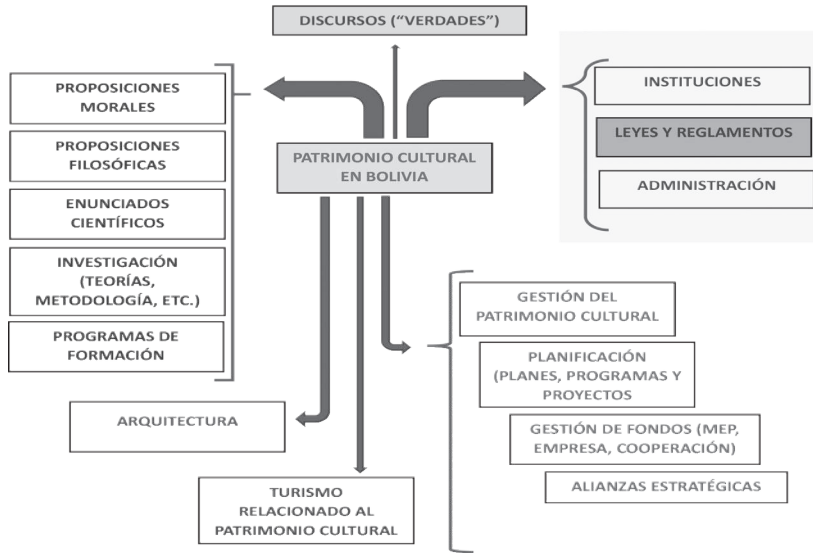 DISCURSOS (“VERDADES”)
PROPOSICIONES
MORALES
PROPOSICIONES
FILOSÓFICAS
ENUNCIADOS
CIENTÍFICOS
INVESTIGACIÓN
(TEORÍAS,
METODOLOGÍA, ETC.)
PROGRAMAS DE
FORMACIÓN
PATRIMONIO CULTURAL
EN BOLIVIA
INSTITUCIONES
LEYES Y REGLAMENTOS
ADMINISTRACIÓN
GESTIÓN DEL
PATRIMONIO CULTURAL
PLANIFICACIÓN
(PLANES, PROGRAMAS Y
PROYECTOS
GESTIÓN DE FONDOS (MEP,
EMPRESA, COOPERACIÓN)
ALIANZAS ESTRATÉGICAS
ARQUITECTURA
TURISMO
RELACIONADO AL
PATRIMONIO CULTURAL